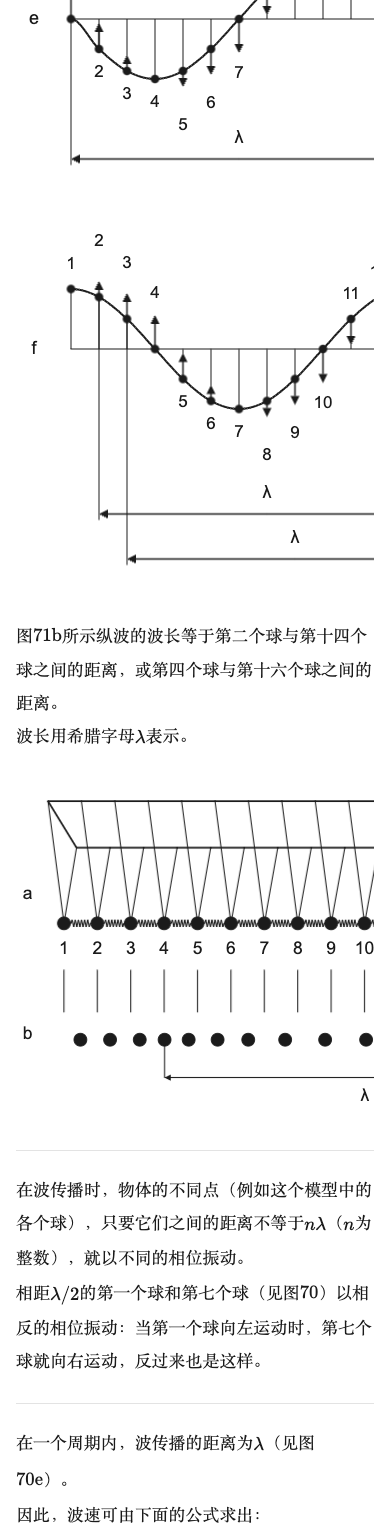 e
2
3
4
5
6
7
λ
1
2
3
4
11
f
5
6
7
8
9
10
λ
λ
图71b所示纵波的波长等于第二个球与第十四个
球之间的距离，或第四个球与第十六个球之间的
距离。
波长用希腊字母λ表示。
a
1 2 3 4 5 6 7 8 9 10
b
λ
在波传播时，物体的不同点（例如这个模型中的
各个球），只要它们之间的距离不等于nλ（n为
整数），就以不同的相位振动。
相距λ/2的第一个球和第七个球（见图70）以相
反的相位振动：当第一个球向左运动时，第七个
球就向右运动，反过来也是这样。
在一个周期内，波传播的距离为λ（见图
70e）。
因此，波速可由下面的公式求出：